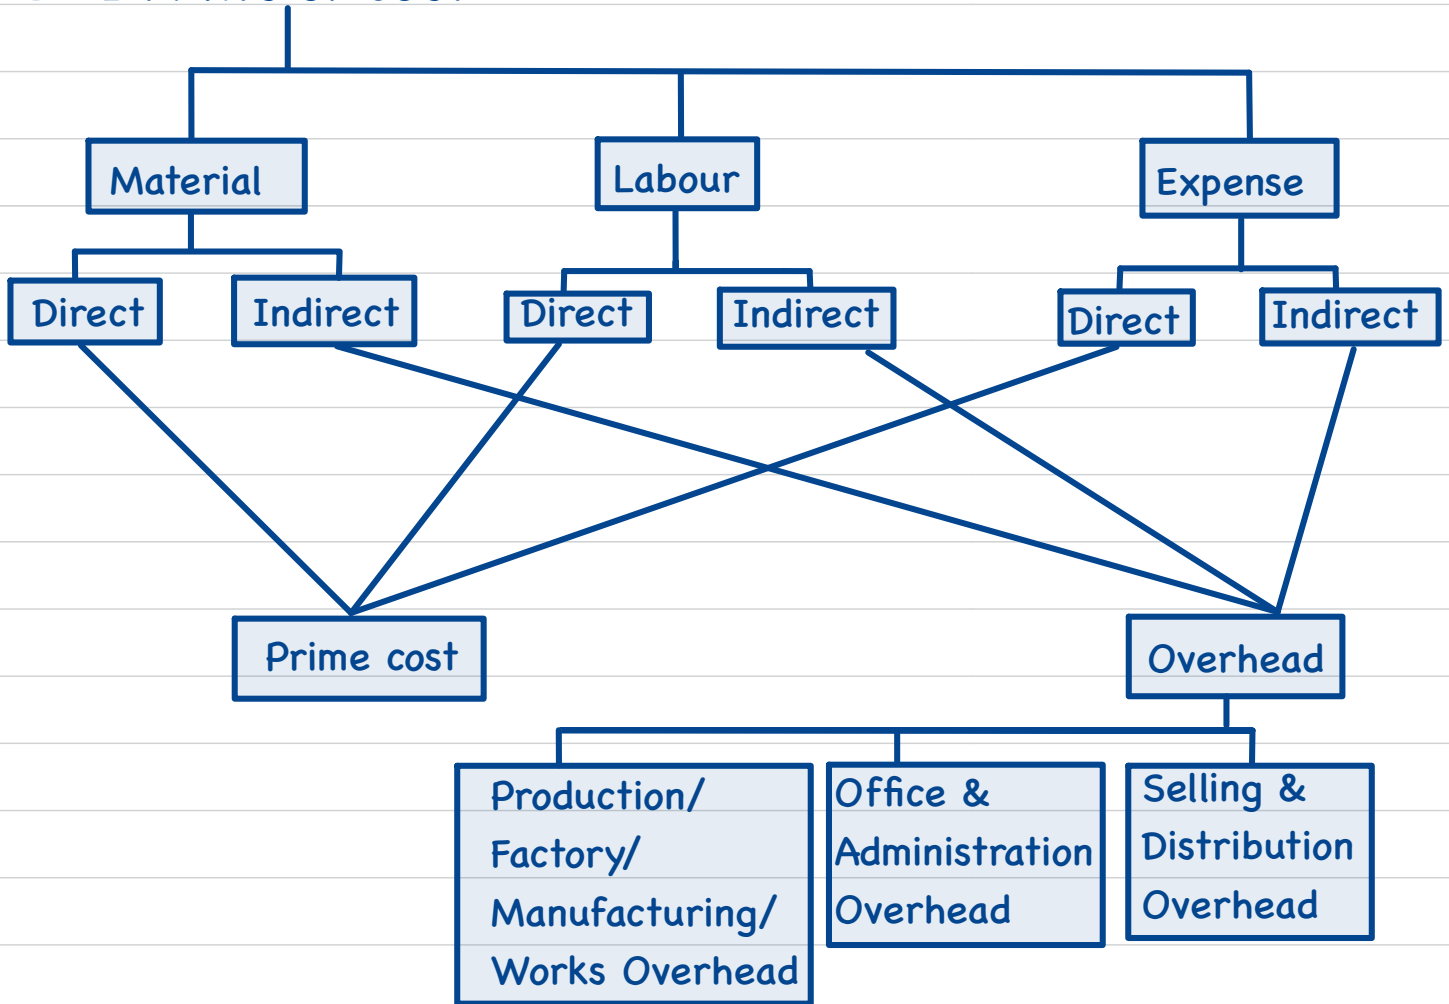 Material
Labour
Expense
Direct
Indirect
Direct
Indirect
Direct
Indirect
Prime cost
Overhead
Production/
Factory/
Manufacturing/
Works Overhead
Office &
Administration
Overhead
Selling &
Distribution
Overhead